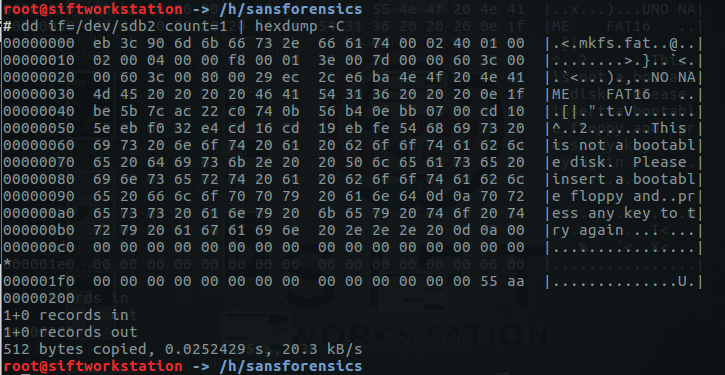 root@siftworkstation -> /h/sansforensics
# dd if=/dev/sdb2 count=1 | hexdump -C
00000000  eb 3c 90 6d 6b 66 73 2e  66 61 74 00 02 40 01 00  |.<.mkfs.fat..@..|
00000010  02 00 04 00 00 f8 00 01  3e 00 7d 00 00 60 3c 00  |........>.}..`<.|
00000020  00 60 3c 00 80 00 29 ec  2c e6 ba 4e 4f 20 4e 41  |.`<...).,..NO NA|
00000030  4d 45 20 20 20 20 46 41  54 31 36 20 20 20 0e 1f  |ME    FAT16   ..|
00000040  be 5b 7c ac 22 c0 74 0b  56 b4 0e bb 07 00 cd 10  |.[|.".t.V.......|
00000050  5e eb f0 32 e4 cd 16 cd  19 eb fe 54 68 69 73 20  |^..2.......This |
00000060  69 73 20 6e 6f 74 20 61  20 62 6f 6f 74 61 62 6c  |is not a bootabl|
00000070  65 20 64 69 73 6b 2e 20  20 50 6c 65 61 73 65 20  |e disk.  Please |
00000080  69 6e 73 65 72 74 20 61  20 62 6f 6f 74 61 62 6c  |insert a bootabl|
00000090  65 20 66 6c 6f 70 70 79  20 61 6e 64 0d 0a 70 72  |e floppy and..pr|
000000a0  65 73 73 20 61 6e 79 20  6b 65 79 20 74 6f 20 74  |ess any key to t|
000000b0  72 79 20 61 67 61 69 6e  20 2e 2e 2e 20 0d 0a 00  |ry again ... ...|
000000c0  00 00 00 00 00 00 00 00  00 00 00 00 00 00 00 00  |................|
*
000001f0  00 00 00 00 00 00 00 00  00 00 00 00 00 00 55 aa  |..............U.|
00000200
1+0 records in
1+0 records out
512 bytes copied, 0.0252429 s, 20.3 kB/s
WORKSTATION
root@siftworkstation -> /h/sansforensics